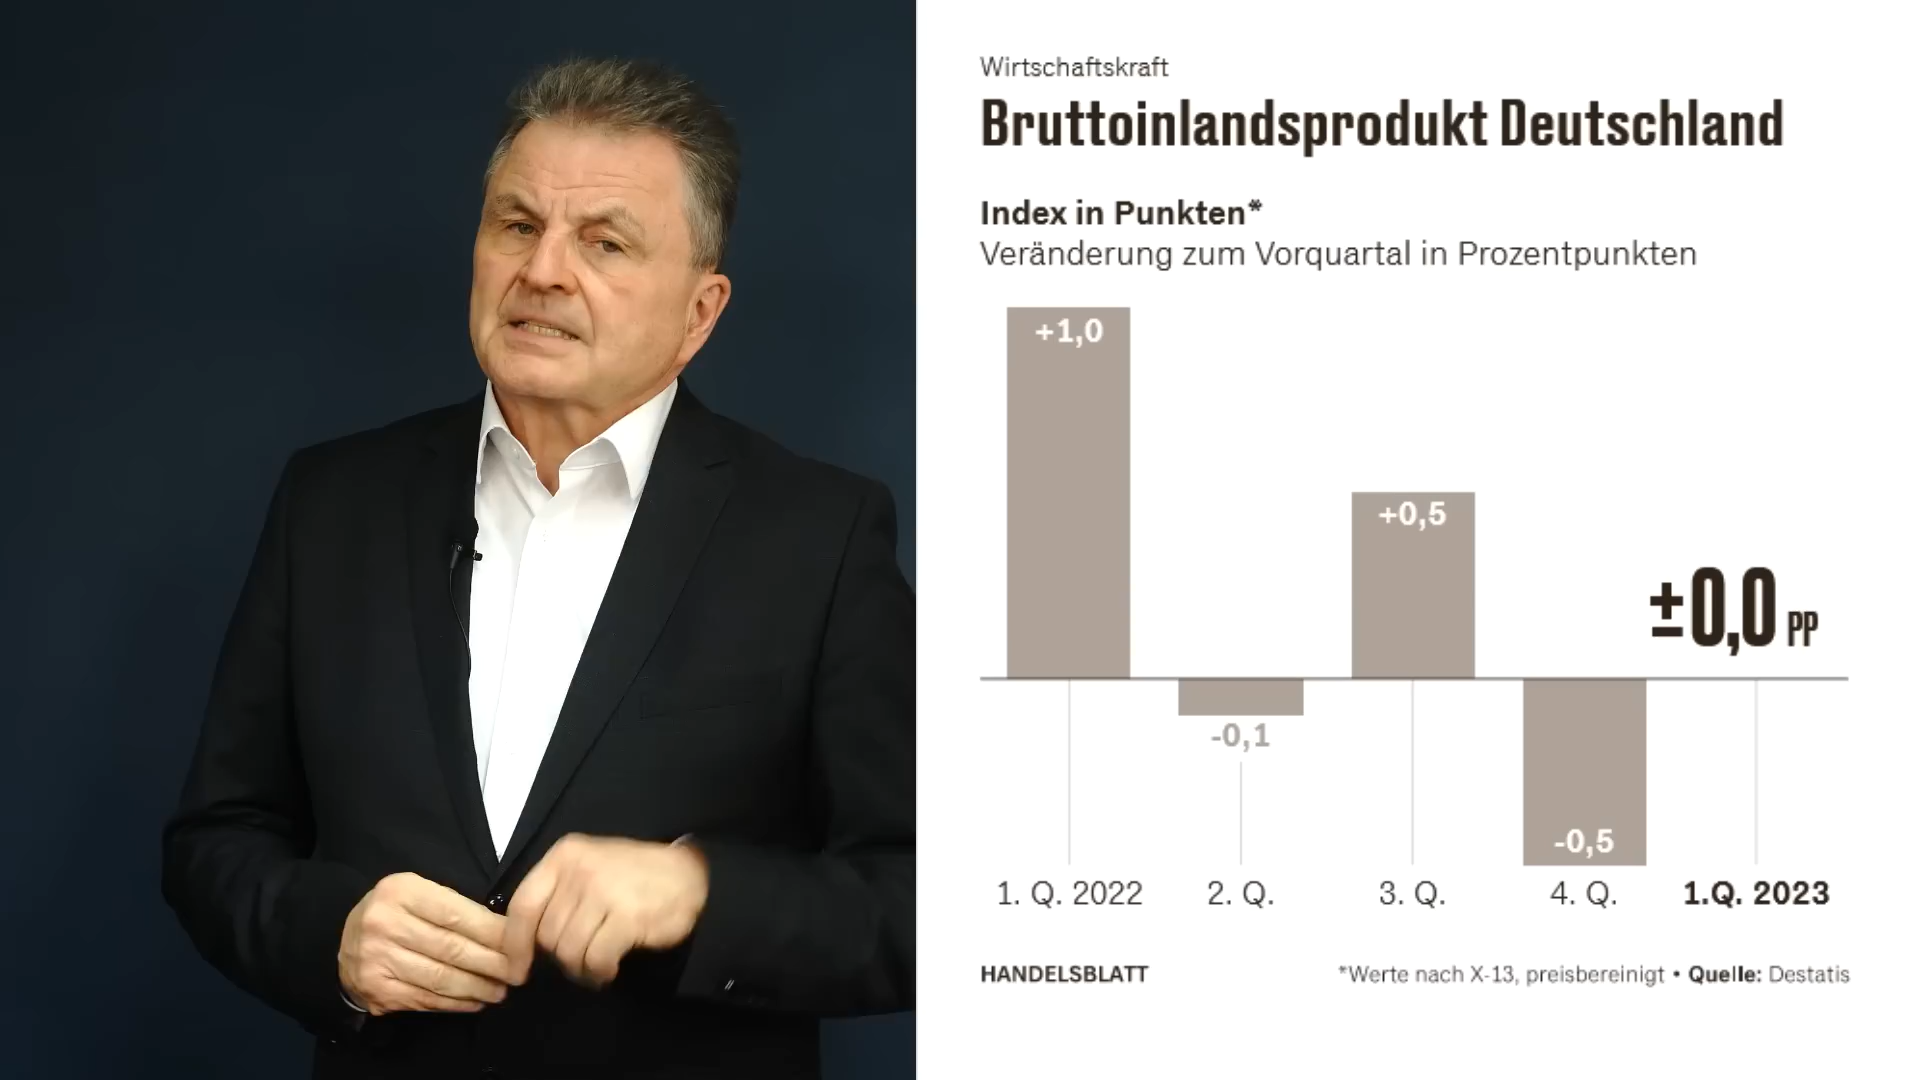 Wirtschaftskraft
Bruttoinlandsprodukt Deutschland
Index in Punkten*
Veränderung zum Vorquartal in Prozentpunkten
+1,0
+0,5
±0,0 PP
-0,1
-0,5
1. Q. 2022 2. Q. 3. Q. 4. Q. 1.Q. 2023
HANDELSBLATT *Werte nach X-13, preisbereinigt • Quelle: Destatis